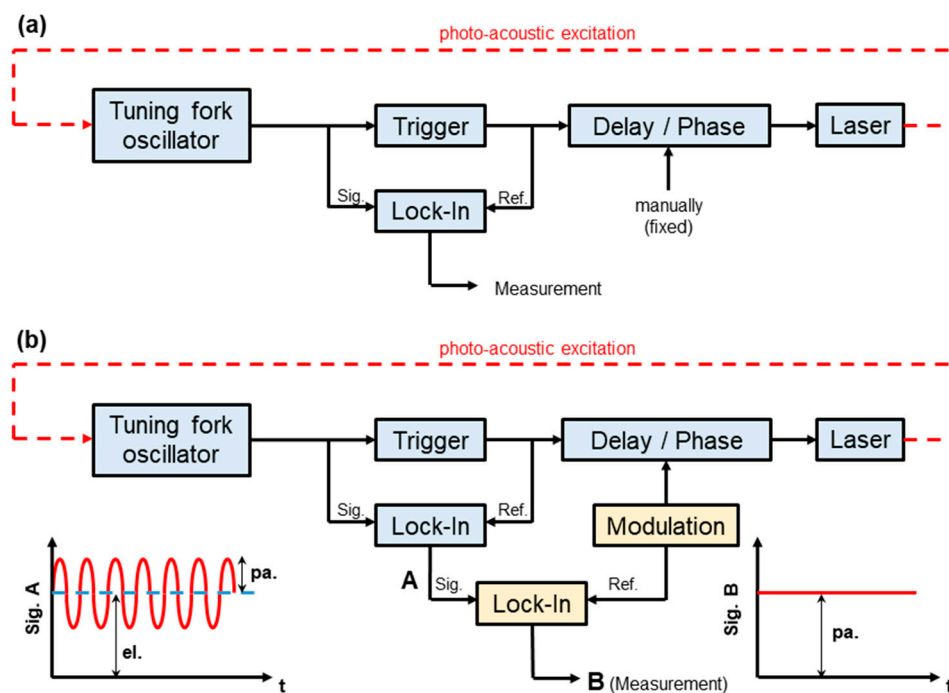 (a)
photo-acoustic excitation
Tuning fork
oscillator
Trigger
Delay / Phase
Laser
Sig.
Ref.
Lock-In
manually
(fixed)
Measurement
(b)
photo-acoustic excitation
Tuning fork
oscillator
Trigger
Delay / Phase
Laser
Sig.
Ref.
Lock-In
Modulation
Sig. A
pa.
el.
t
A
Sig.
Ref.
Lock-In
B (Measurement)
Sig. B
pa.
t